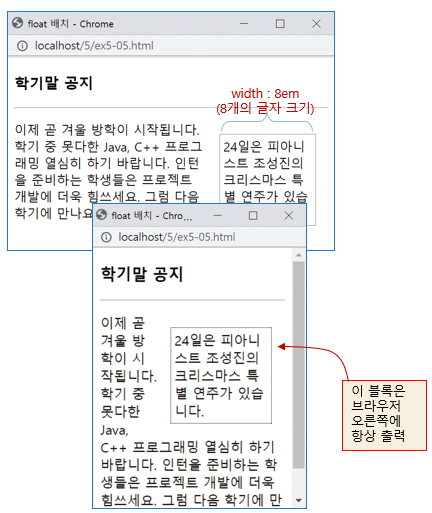 float 배치 - Chrome
localhost/5/ex5-05.html
학기말 공지
width : 8em
(8개의 글자 크기)
이제 곧 겨울 방학이 시작됩니다.
학기 중 못다한 Java, C++ 프로그
래밍 열심히 하기 바랍니다. 인턴
을 준비하는 학생들은 프로젝트
개발에 더욱 힘쓰세요. 그럼 다음
학기에 만나요
24일은 피아니
스트 조성진의
크리스마스 특
별 연주가 있습
float 배치 - Chro...
localhost/5/ex5-05.html
학기말 공지
이제 곧
겨울 방
학이 시
작됩니다.
학기 중
못다한
Java,
C++ 프로그래밍 열심히 하기
바랍니다. 인턴을 준비하는 학
생들은 프로젝트 개발에 더욱
힘쓰세요. 그럼 다음 학기에 만
24일은 피아니
스트 조성진의
크리스마스 특
별 연주가 있습
니다.
이 블록은
브라우저
오른쪽에
항상 출력